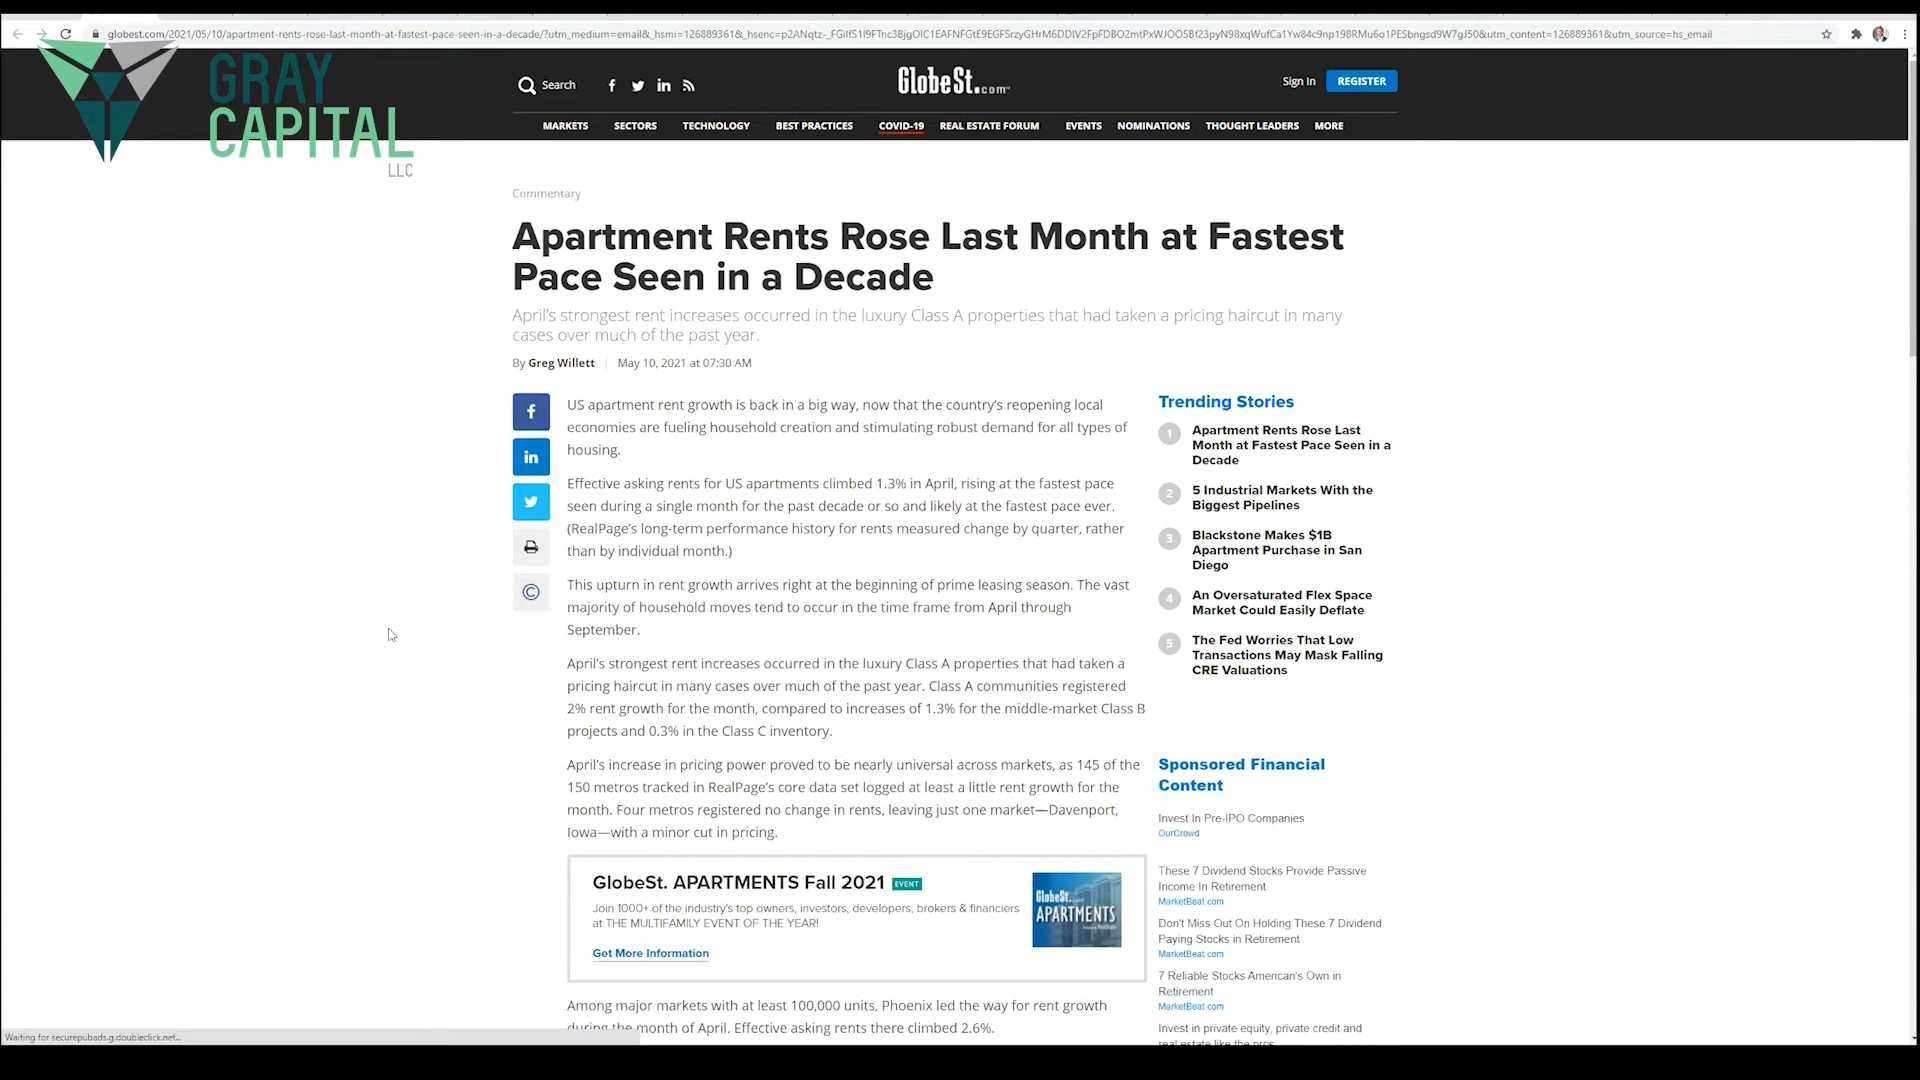 globest.com/2021/05/10/apartment-rents-rose-last-month-at-fastest-pace-seen-in-a-decade/?utm_medium=email&_hsmi=126889361&_hsenc=
GRAY
CAPITAL
LLC
Search
GlobeSt.com
Sign In
REGISTER
MARKETS SECTORS TECHNOLOGY BEST PRACTICES COVID-19 REAL ESTATE FORUM EVENTS NOMINATIONS THOUGHT LEADERS MORE
Commentary
Apartment Rents Rose Last Month at Fastest
Pace Seen in a Decade
April's strongest rent increases occurred in the luxury Class A properties that had taken a pricing haircut in many
cases over much of the past year.
By Greg Willett | May 10, 2021 at 07:30 AM
US apartment rent growth is back in a big way, now that the country's reopening local
economies are fueling household creation and stimulating robust demand for all types of
housing.
Effective asking rents for US apartments climbed 1.3% in April, rising at the fastest pace
seen during a single month for the past decade or so and likely at the fastest pace ever.
(RealPage's long-term performance history for rents measured change by quarter, rather
than by individual month.)
This upturn in rent growth arrives right at the beginning of prime leasing season. The vast
majority of household moves tend to occur in the time frame from April through
September.
April's strongest rent increases occurred in the luxury Class A properties that had taken a
pricing haircut in many cases over much of the past year. Class A communities registered
2% rent growth for the month, compared to increases of 1.3% for the middle-market Class B
projects and 0.3% in the Class C inventory.
April's increase in pricing power proved to be nearly universal across markets, as 145 of the
150 metros tracked in RealPage's core data set logged at least a little rent growth for the
month. Four metros registered no change in rents, leaving just one market—Davenport,
Iowa—with a minor cut in pricing.
GlobeSt. APARTMENTS Fall 2021 EVENT
Join 1000+ of the industry's top owners, investors, developers, brokers & financiers
at THE MULTIFAMILY EVENT OF THE YEAR!
Get More Information
GlobeSt.
APARTMENTS
Among major markets with at least 100,000 units, Phoenix led the way for rent growth
during the month of April. Effective asking rents there climbed 2.6%.
Trending Stories
1 Apartment Rents Rose Last
Month at Fastest Pace Seen in a
Decade
2 5 Industrial Markets With the
Biggest Pipelines
3 Blackstone Makes $1B
Apartment Purchase in San
Diego
4 An Oversaturated Flex Space
Market Could Easily Deflate
5 The Fed Worries That Low
Transactions May Mask Falling
CRE Valuations
Sponsored Financial
Content
Invest In Pre-IPO Companies
OurCrowd
These 7 Dividend Stocks Provide Passive
Income In Retirement
MarketBeat.com
Don't Miss Out On Holding These 7 Dividend
Paying Stocks in Retirement
MarketBeat.com
7 Reliable Stocks American's Own in
Retirement
MarketBeat.com
Invest in private equity, private credit and
real estate like the pros
Waiting for securepubads.g.doubleclick.net...